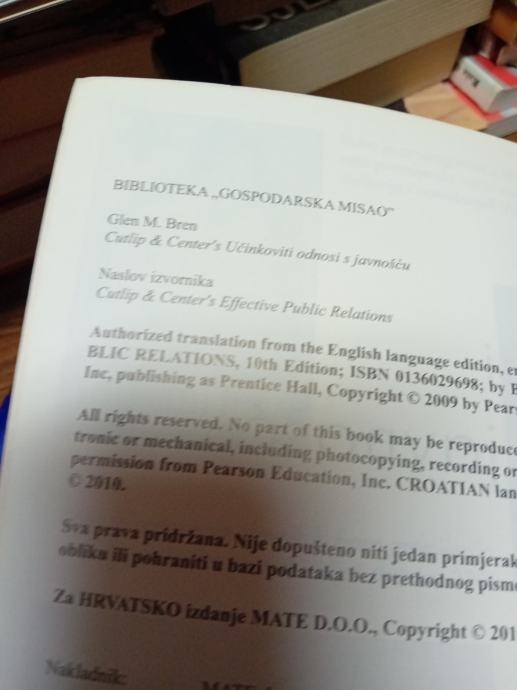 BIBLIOTEKA „GOSPODARSKA MISAO"
Glen M. Bren
Cutlip & Center's Učinkoviti odnosi s javnošću
Naslov izvornika
Cutlip & Center's Effective Public Relations
Authorized translation from the English language edition,
BLIC RELATIONS, 10th Edition; ISBN 0136029698; by
Inc, publishing as Prentice Hall, Copyright © 2009 by
All rights reserved. No part of this book may be
tronic or mechanical, including photocopying, recording or
permission from Pearson Education, Inc. CROATIAN
© 2010.
Sva prava pridržana. Nije dopušteno niti jedan primjerak
obliku ili pohraniti u bazi podataka bez prethodnog
Za HRVATSKO izdanje MATE D.O.O., Copyright ©
Nakladnik: